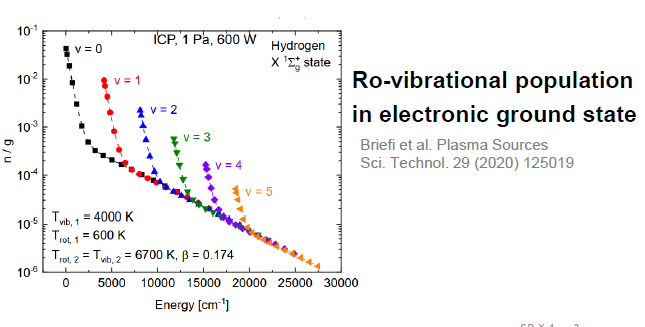 10⁻¹
10⁻²
10⁻³
10⁻⁴
10⁻⁵
10⁻⁶
n / g
ICP, 1 Pa, 600 W
Hydrogen
X ¹Σg⁺ state
v = 0
v = 1
v = 2
v = 3
v = 4
v = 5
Tvib, 1 = 4000 K
Trot, 1 = 600 K
Trot, 2 = Tvib, 2 = 6700 K, β = 0.174
0 5000 10000 15000 20000 25000 30000
Energy [cm⁻¹]
Ro-vibrational population
in electronic ground state
Briefi et al. Plasma Sources
Sci. Technol. 29 (2020) 125019